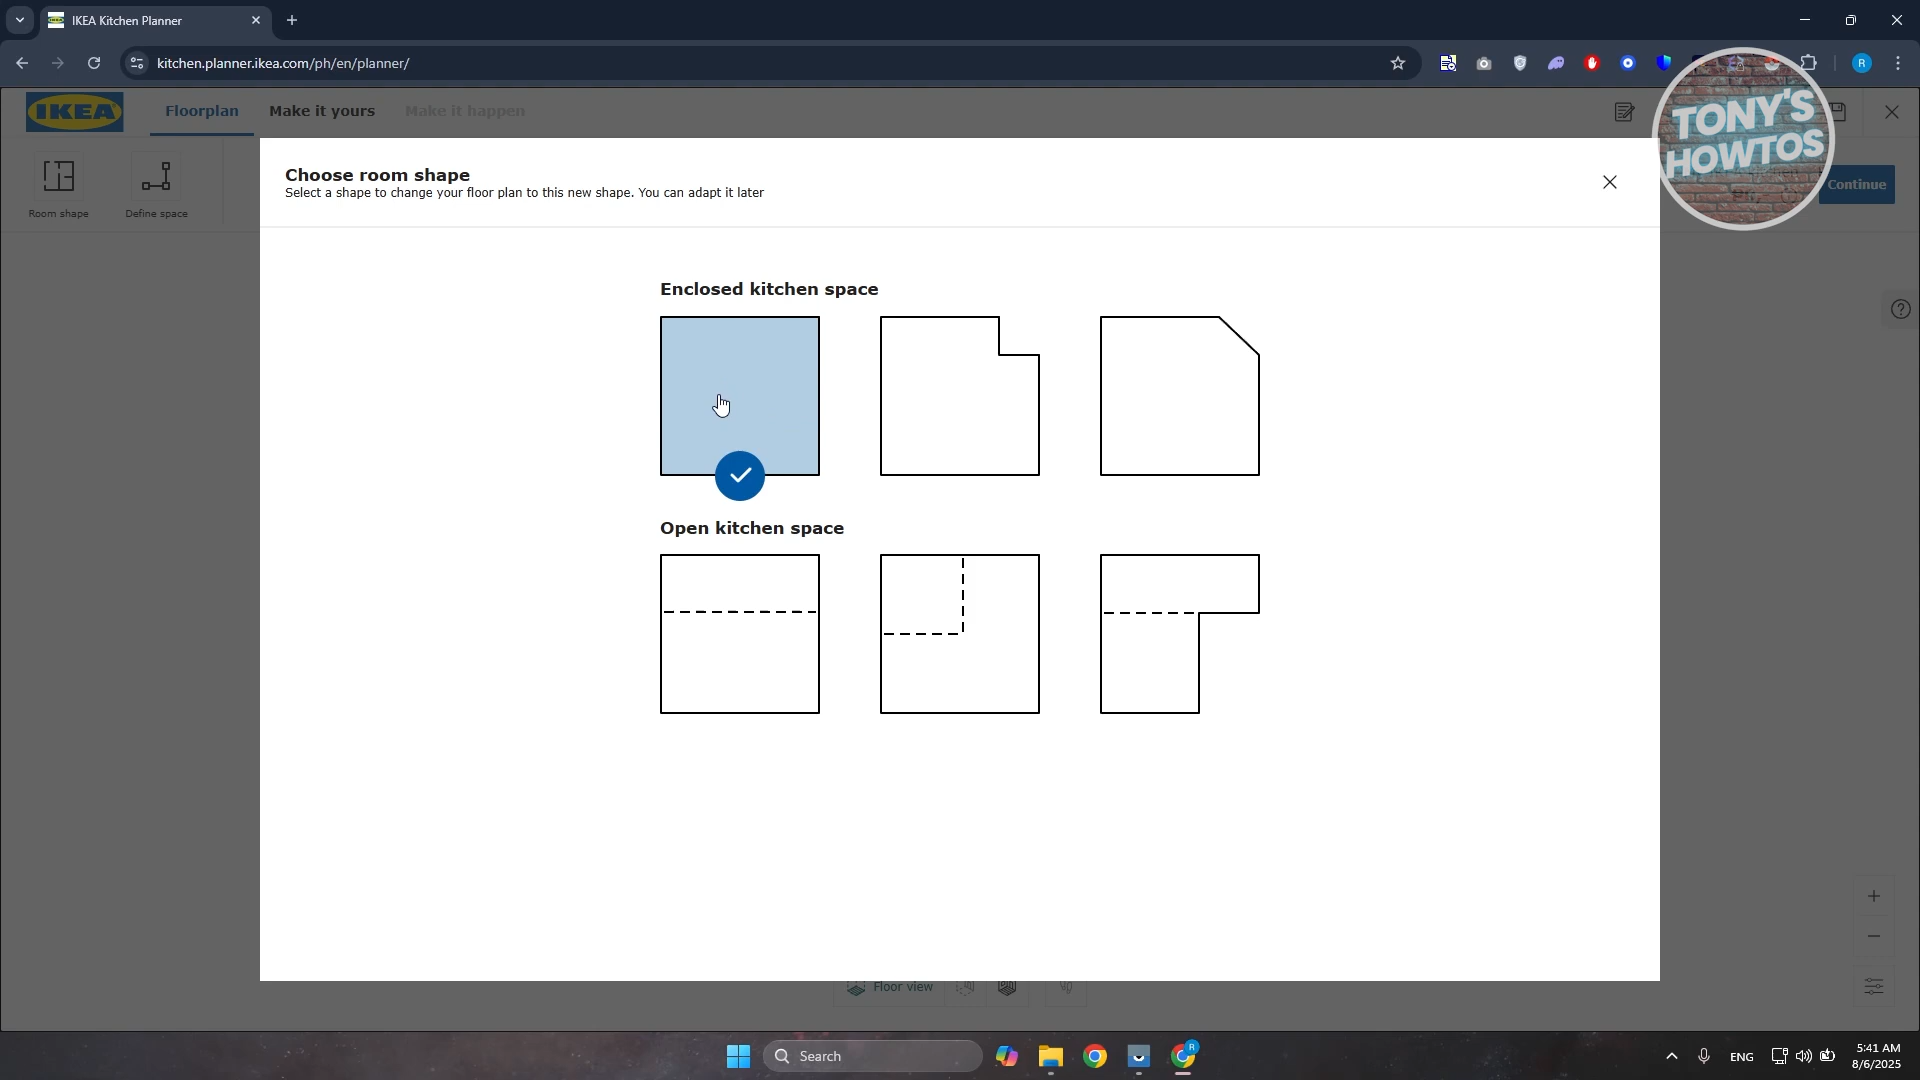 IKEA Kitchen Planner
kitchen.planner.ikea.com/ph/en/planner/
R
IKEA
Floorplan
Make it yours
Make it happen
TONY'S
HOWTOS
Continue
Room shape
Define space
Choose room shape
Select a shape to change your floor plan to this new shape. You can adapt it later
Enclosed kitchen space
Open kitchen space
Floor view
Search
R
ENG
5:41 AM
8/6/2025